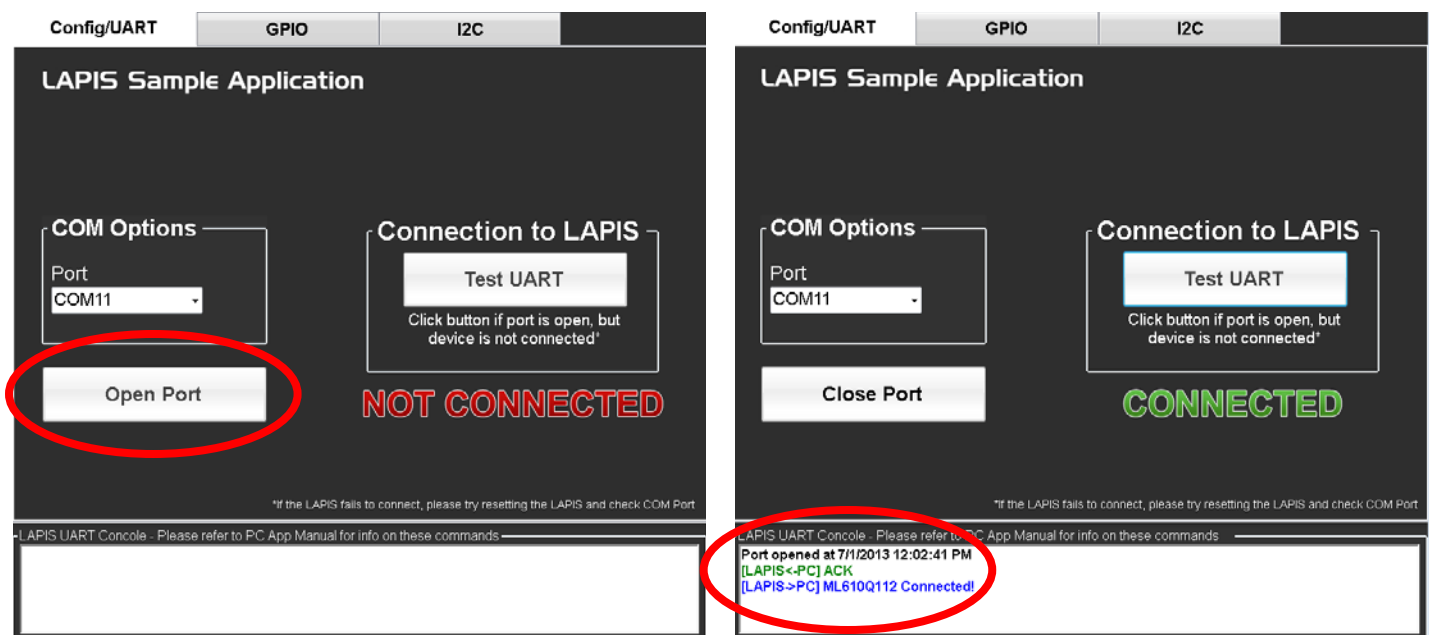 Config/UART
GPIO
I2C
LAPIS Sample Application
COM Options
Port
COM11
Open Port
Connection to LAPIS
Test UART
Click button if port is open, but
device is not connected*
NOT CONNECTED
*If the LAPIS fails to connect, please try resetting the LAPIS and check COM Port
LAPIS UART Concole - Please refer to PC App Manual for info on these commands
Config/UART
GPIO
I2C
LAPIS Sample Application
COM Options
Port
COM11
Close Port
Connection to LAPIS
Test UART
Click button if port is open, but
device is not connected*
CONNECTED
*If the LAPIS fails to connect, please try resetting the LAPIS and check COM Port
LAPIS UART Concole - Please refer to PC App Manual for info on these commands
Port opened at 7/1/2013 12:02:41 PM
[LAPIS<-PC] ACK
[LAPIS->PC] ML610Q112 Connected!